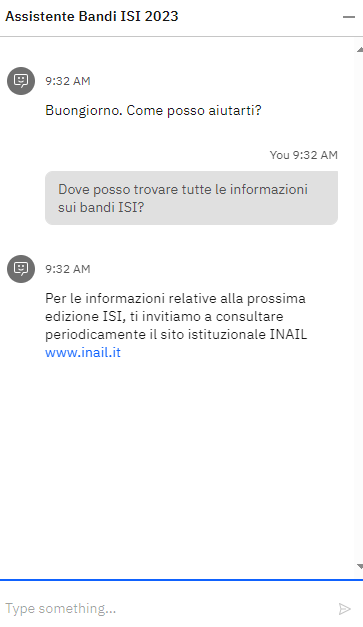 Assistente Bandi ISI 2023
9:32 AM
Buongiorno. Come posso aiutarti?
You 9:32 AM
Dove posso trovare tutte le informazioni
sui bandi ISI?
9:32 AM
Per le informazioni relative alla prossima
edizione ISI, ti invitiamo a consultare
periodicamente il sito istituzionale INAIL
www.inail.it
Type something...